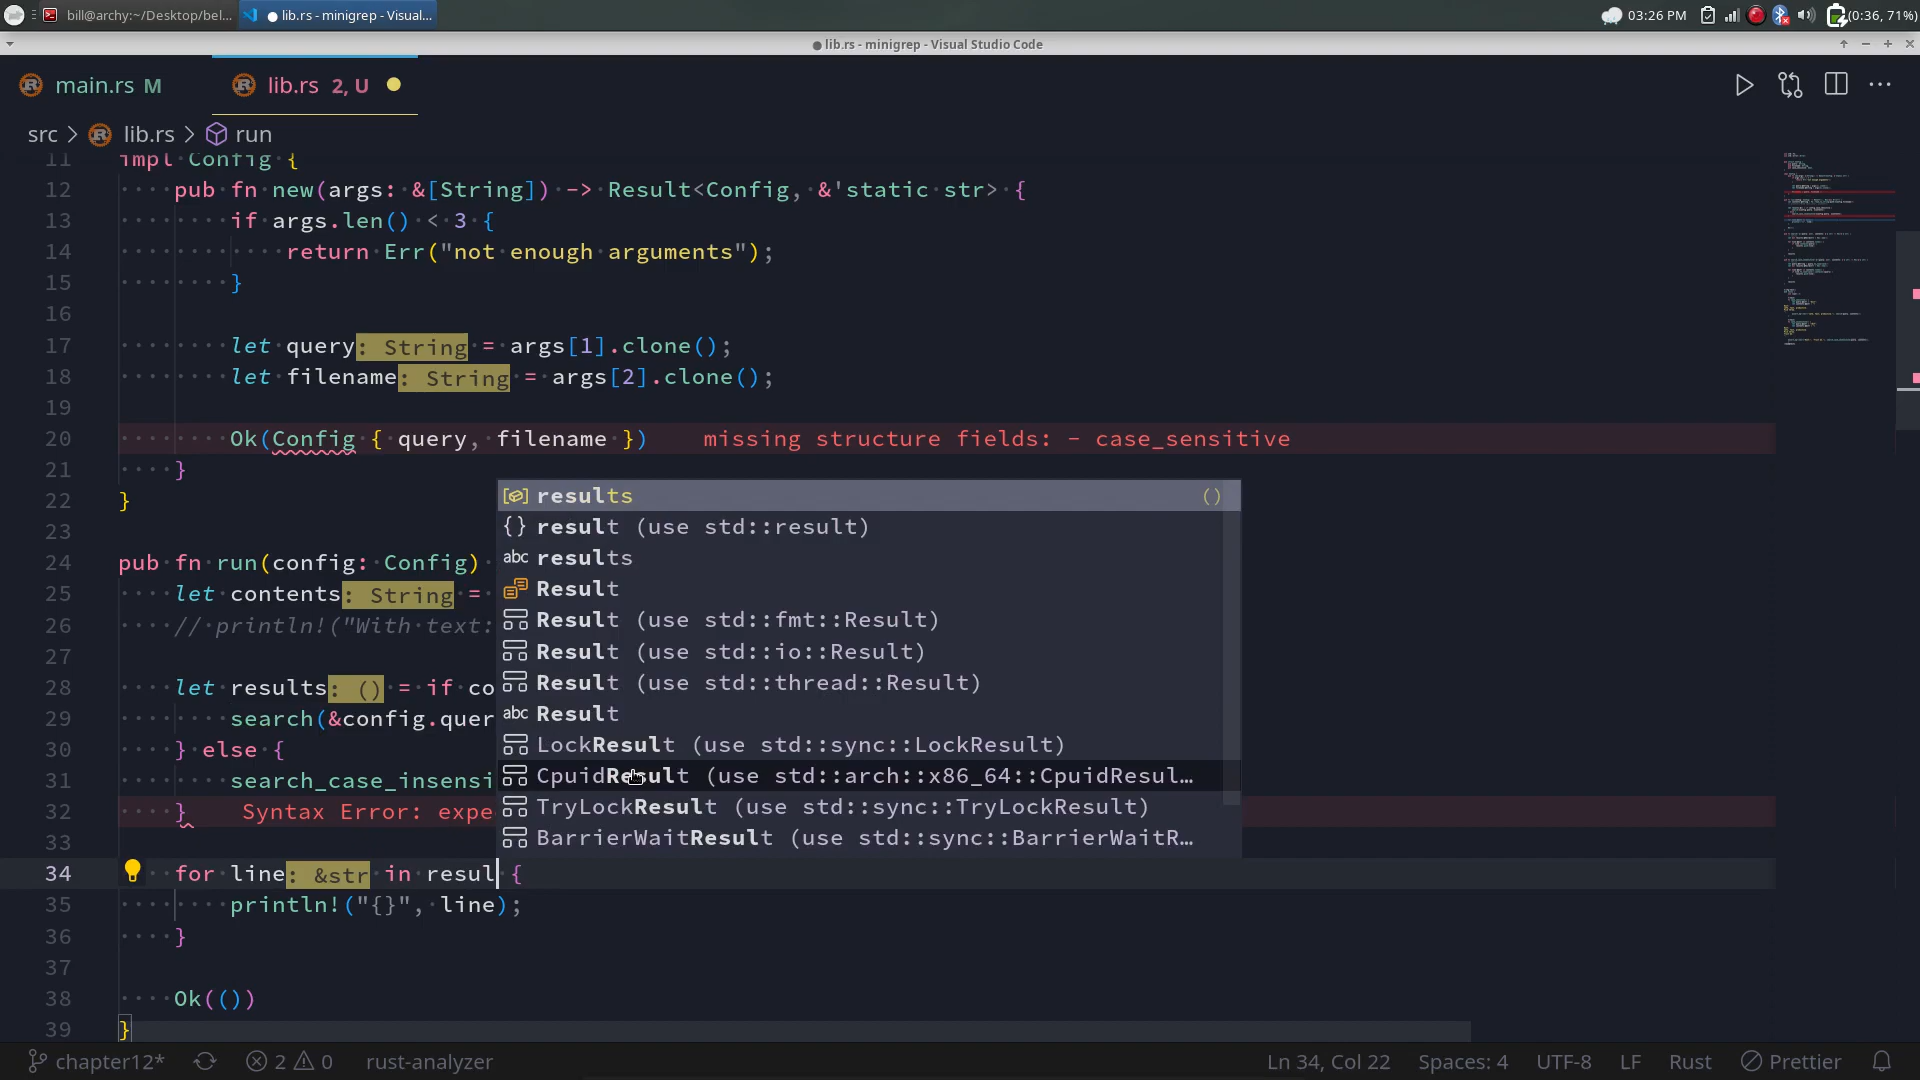 bill@archy:~/Desktop/bel...
lib.rs - minigrep - Visual...
03:26 PM
(0:36, 71%)
lib.rs - minigrep - Visual Studio Code
main.rs M
lib.rs 2, U
src > lib.rs > run
11 impl Config {
12 pub fn new(args: &[String]) -> Result<Config, &'static str> {
13 if args.len() < 3 {
14 return Err("not enough arguments");
15 }
16
17 let query: String = args[1].clone();
18 let filename: String = args[2].clone();
19
20 Ok(Config { query, filename }) missing structure fields: - case_sensitive
21 }
22 }
23
24 pub fn run(config: Config)
25 let contents: String =
26 // println!("With text:
27
28 let results: () = if co
29 search(&config.quer
30 } else {
31 search_case_insensi
32 } Syntax Error: expe
33
34 for line: &str in resul {
35 println!("{}", line);
36 }
37
38 Ok(())
39 }
results ()
result (use std::result)
abc results
Result
Result (use std::fmt::Result)
Result (use std::io::Result)
Result (use std::thread::Result)
abc Result
LockResult (use std::sync::LockResult)
CpuidResult (use std::arch::x86_64::CpuidResul...
TryLockResult (use std::sync::TryLockResult)
BarrierWaitResult (use std::sync::BarrierWaitR...
chapter12* 2 0 rust-analyzer Ln 34, Col 22 Spaces: 4 UTF-8 LF Rust Prettier